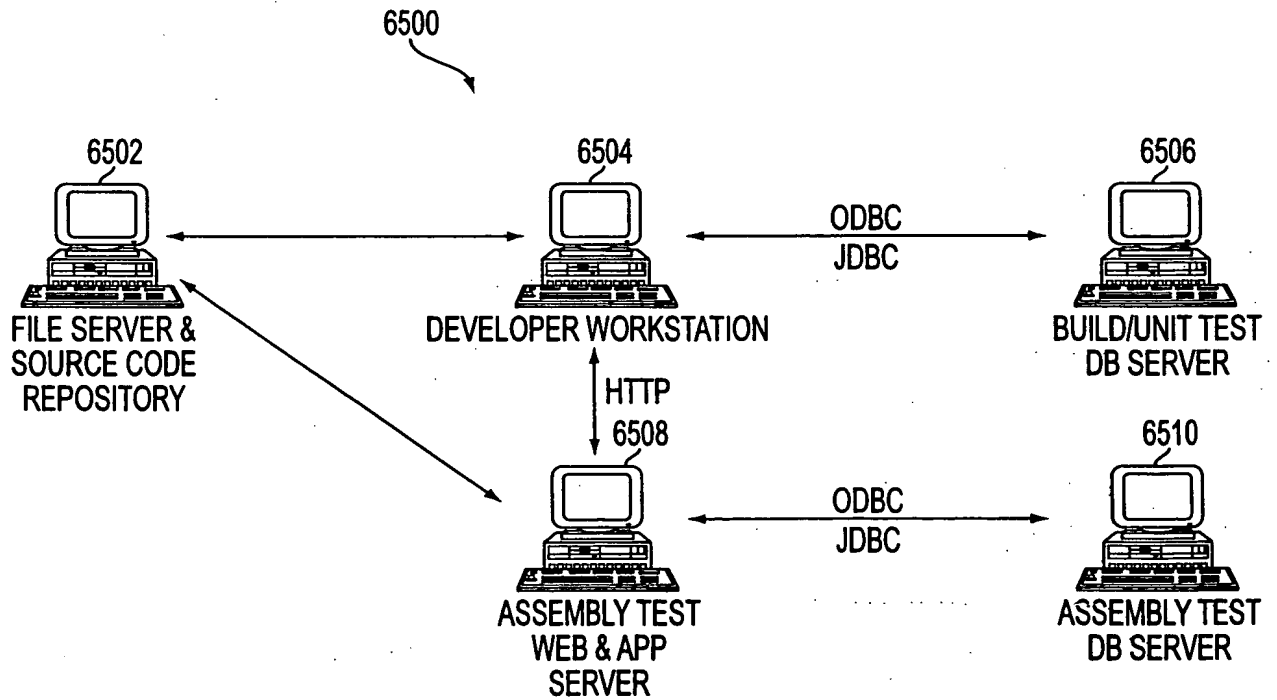 6500
6502
6504
6506
ODBC
JDBC
FILE SERVER &
SOURCE CODE
REPOSITORY
DEVELOPER WORKSTATION
BUILD/UNIT TEST
DB SERVER
HTTP
6508
6510
ODBC
JDBC
ASSEMBLY TEST
WEB & APP
SERVER
ASSEMBLY TEST
DB SERVER